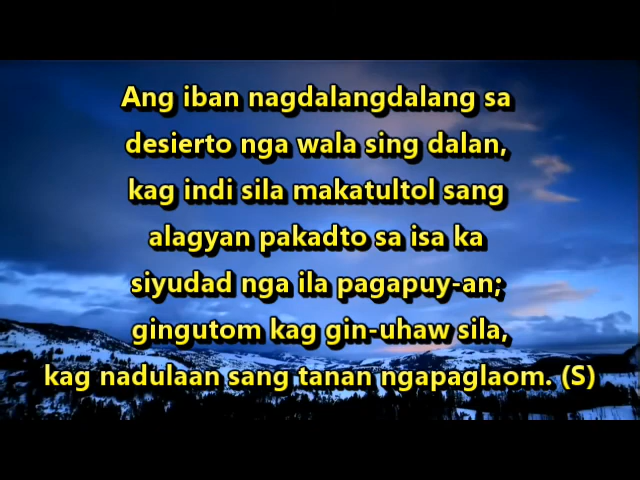 Ang iban nagdalangdalang sa
desierto nga wala sing dalan,
kag indi sila makatultol sang
alagyan pakadto sa isa ka
siyudad nga ila pagapuy-an;
gingutom kag gin-uhaw sila,
kag nadulaan sang tanan ngapaglaom. (S)